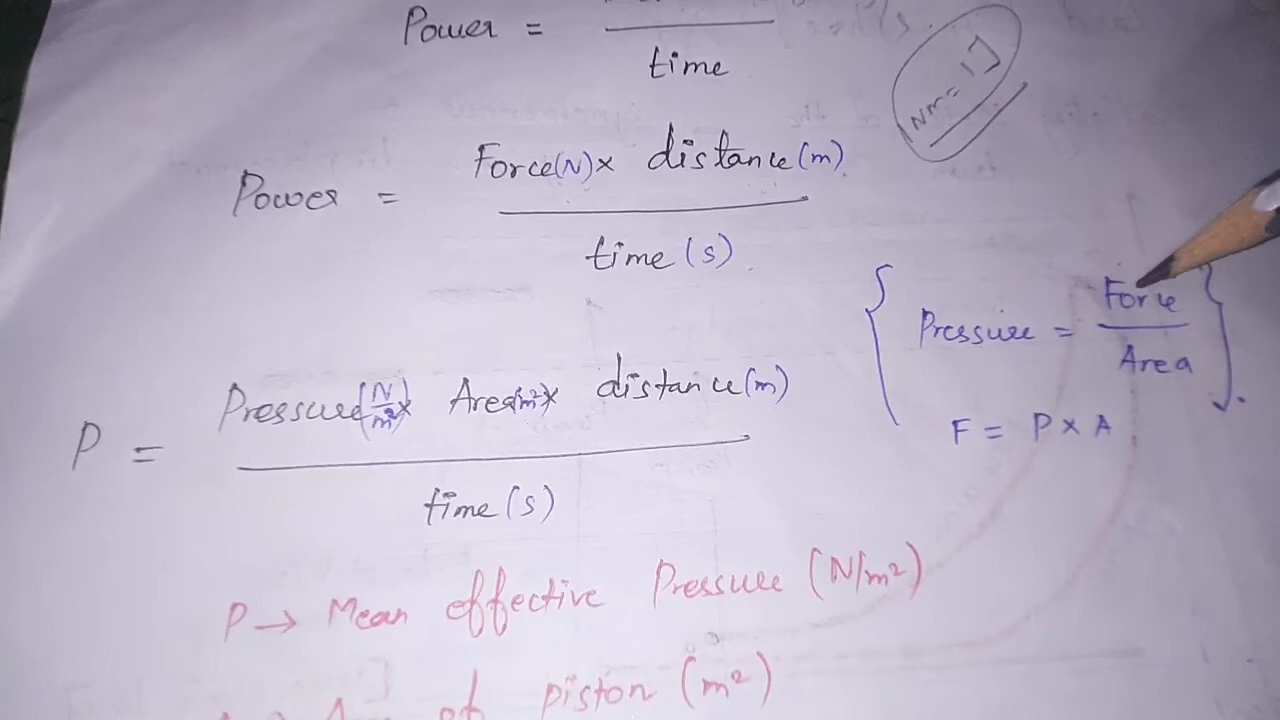 Power =
time
Nm = 1J
Power = Force(N) x distance(m)
time (s)
Pressure = Force
Area
F = P x A
P = Pressure(N/m²) x Area(m²) x distance(m)
time (s)
P → Mean effective Pressure (N/m²)
of piston (m²)